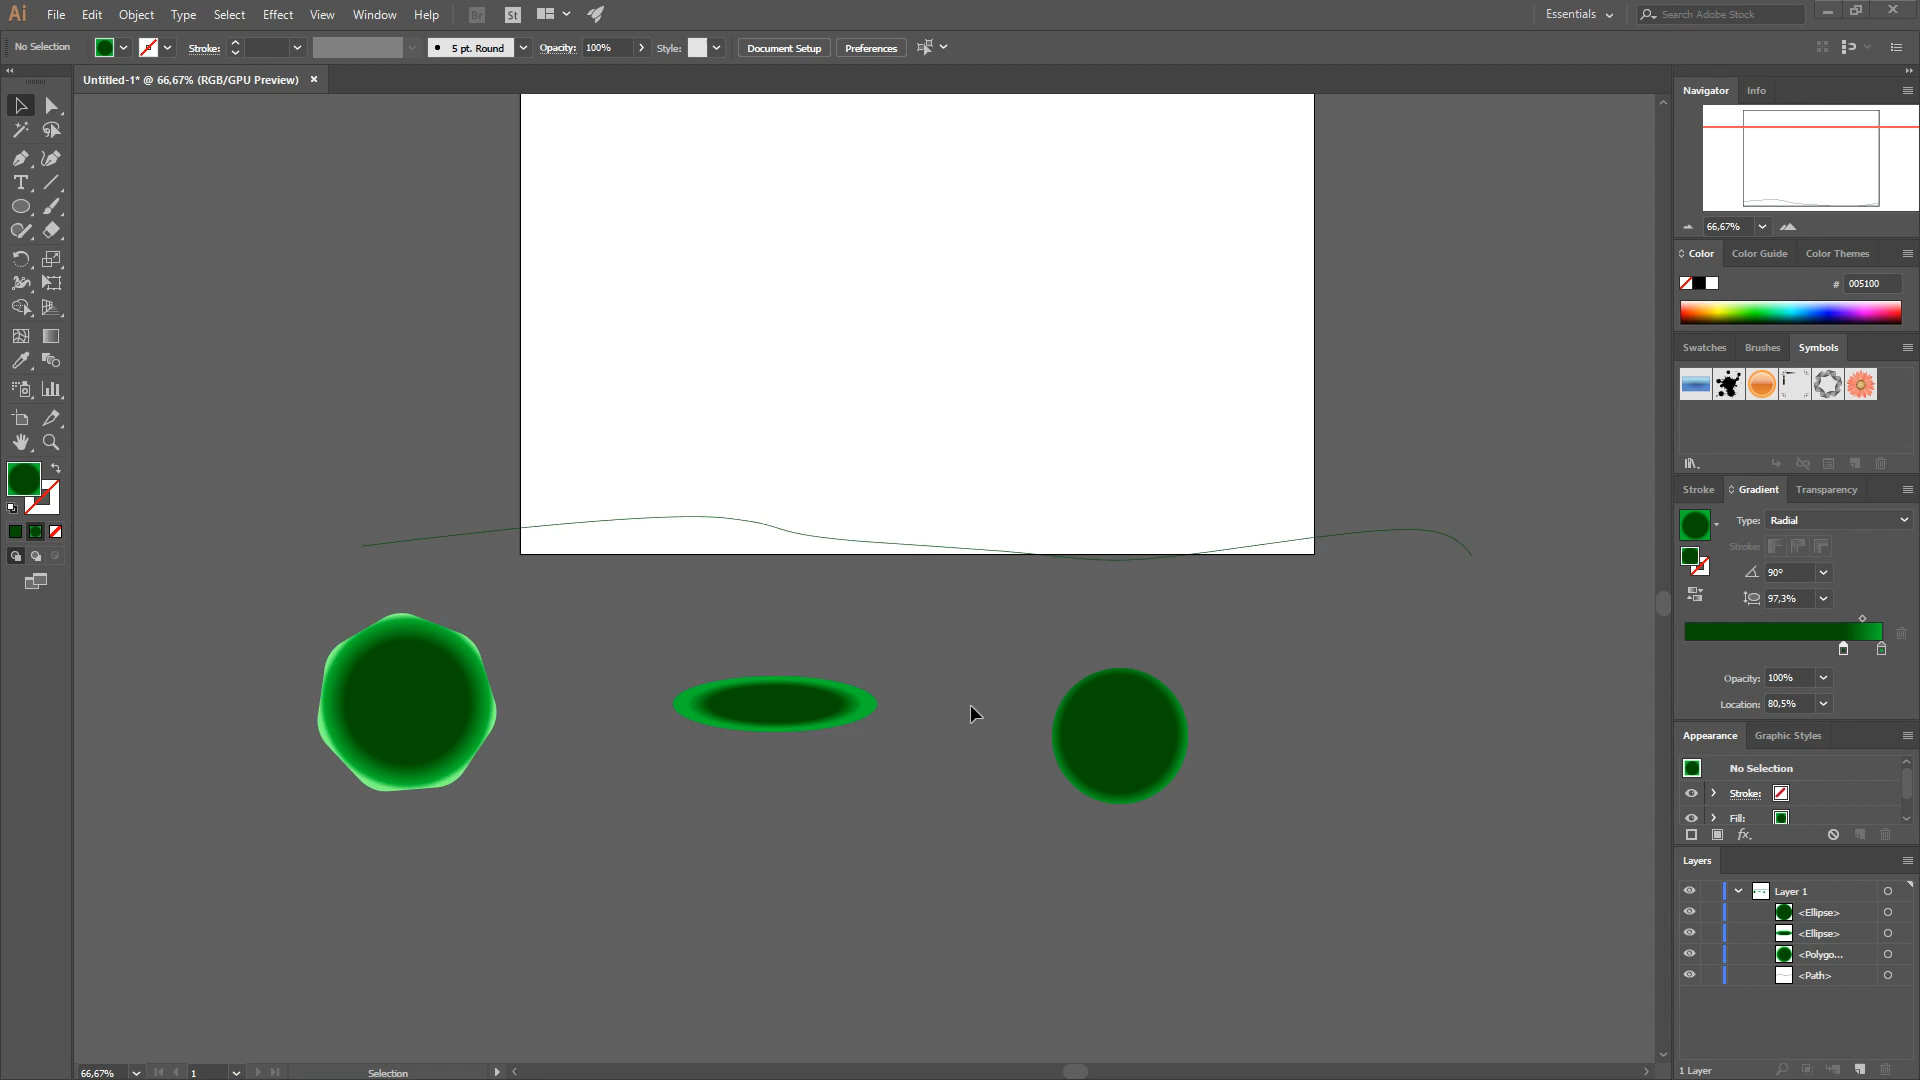 Ai File Edit Object Type Select Effect View Window Help Br St Essentials Search Adobe Stock
No Selection Stroke: 5 pt. Round Opacity: 100% Style: Document Setup Preferences
Untitled-1* @ 66,67% (RGB/GPU Preview)
Navigator Info
66,67%
Color Color Guide Color Themes
# 005100
Swatches Brushes Symbols
Stroke Gradient Transparency
Type: Radial
Stroke:
90°
97,3%
Opacity: 100%
Location: 80,5%
Appearance Graphic Styles
No Selection
Stroke:
Fill:
fx.
Layers
Layer 1
<Ellipse>
<Ellipse>
<Polygo...
<Path>
66,67% 1 Selection
1 Layer